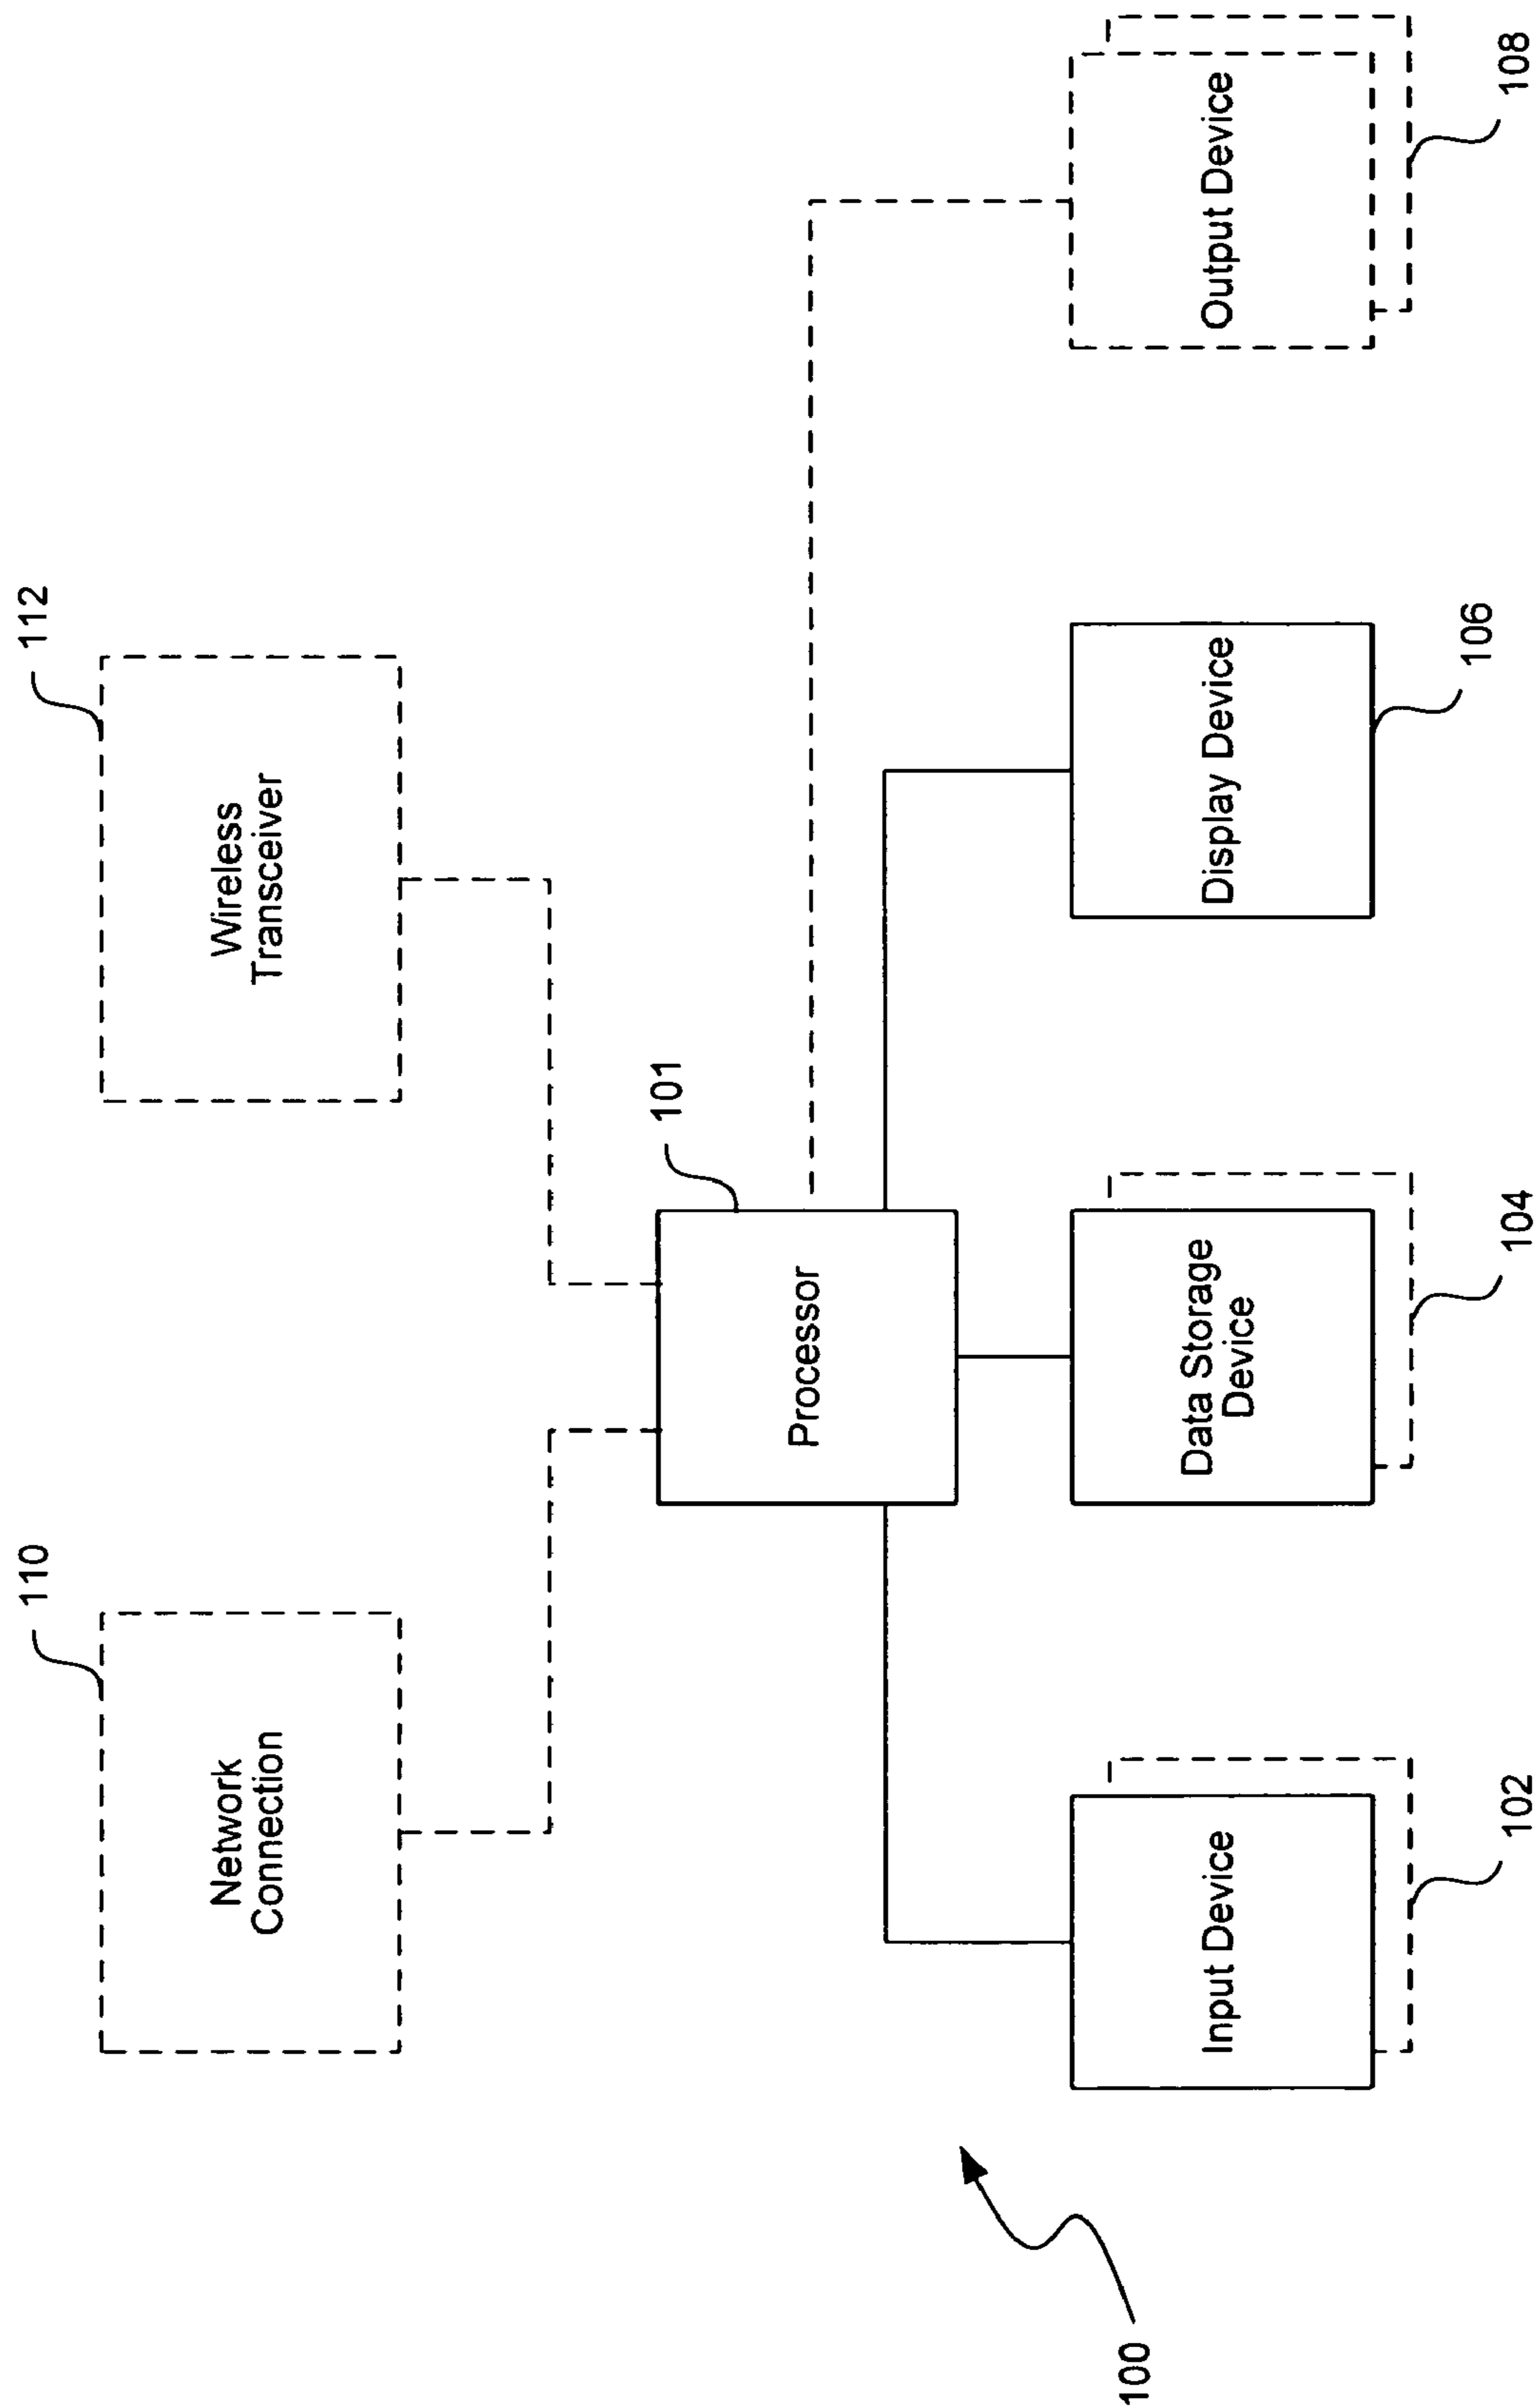 110
112
Network
Connection
Wireless
Transceiver
101
Processor
Input Device
Data Storage
Device
Display Device
Output Device
100
102
104
106
108